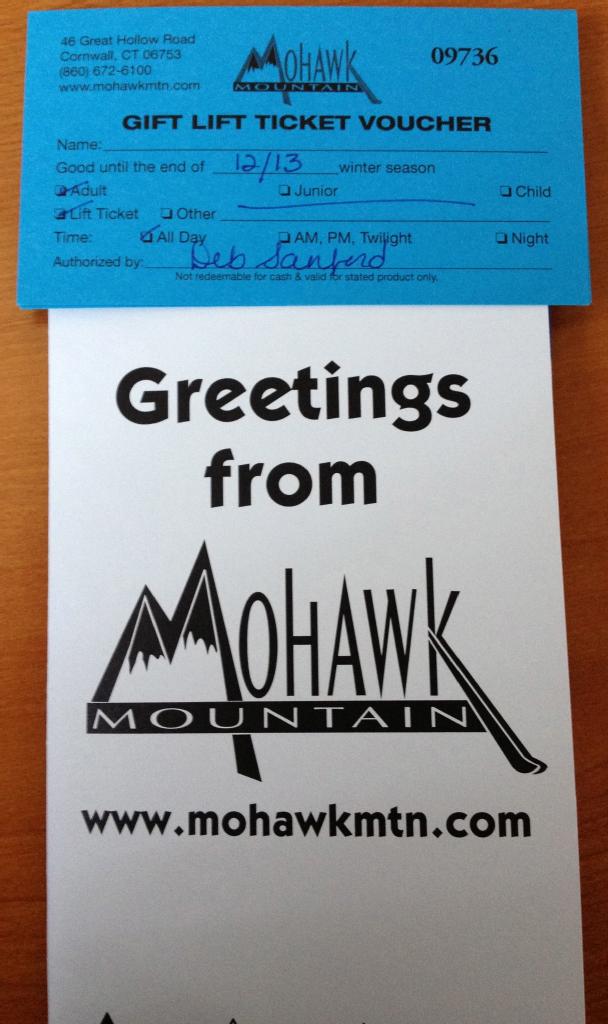 46 Great Hollow Road
Cornwall, CT 06753
(860) 672-6100
www.mohawkmtn.com
MOHAWK
MOUNTAIN
09736
GIFT LIFT TICKET VOUCHER
Name:
Good until the end of 12/13 winter season
Adult Junior Child
Lift Ticket Other
Time: All Day AM, PM, Twilight Night
Authorized by: Deb Sanford
Not redeemable for cash & valid for stated product only.
Greetings
from
MOHAWK
MOUNTAIN
www.mohawkmtn.com